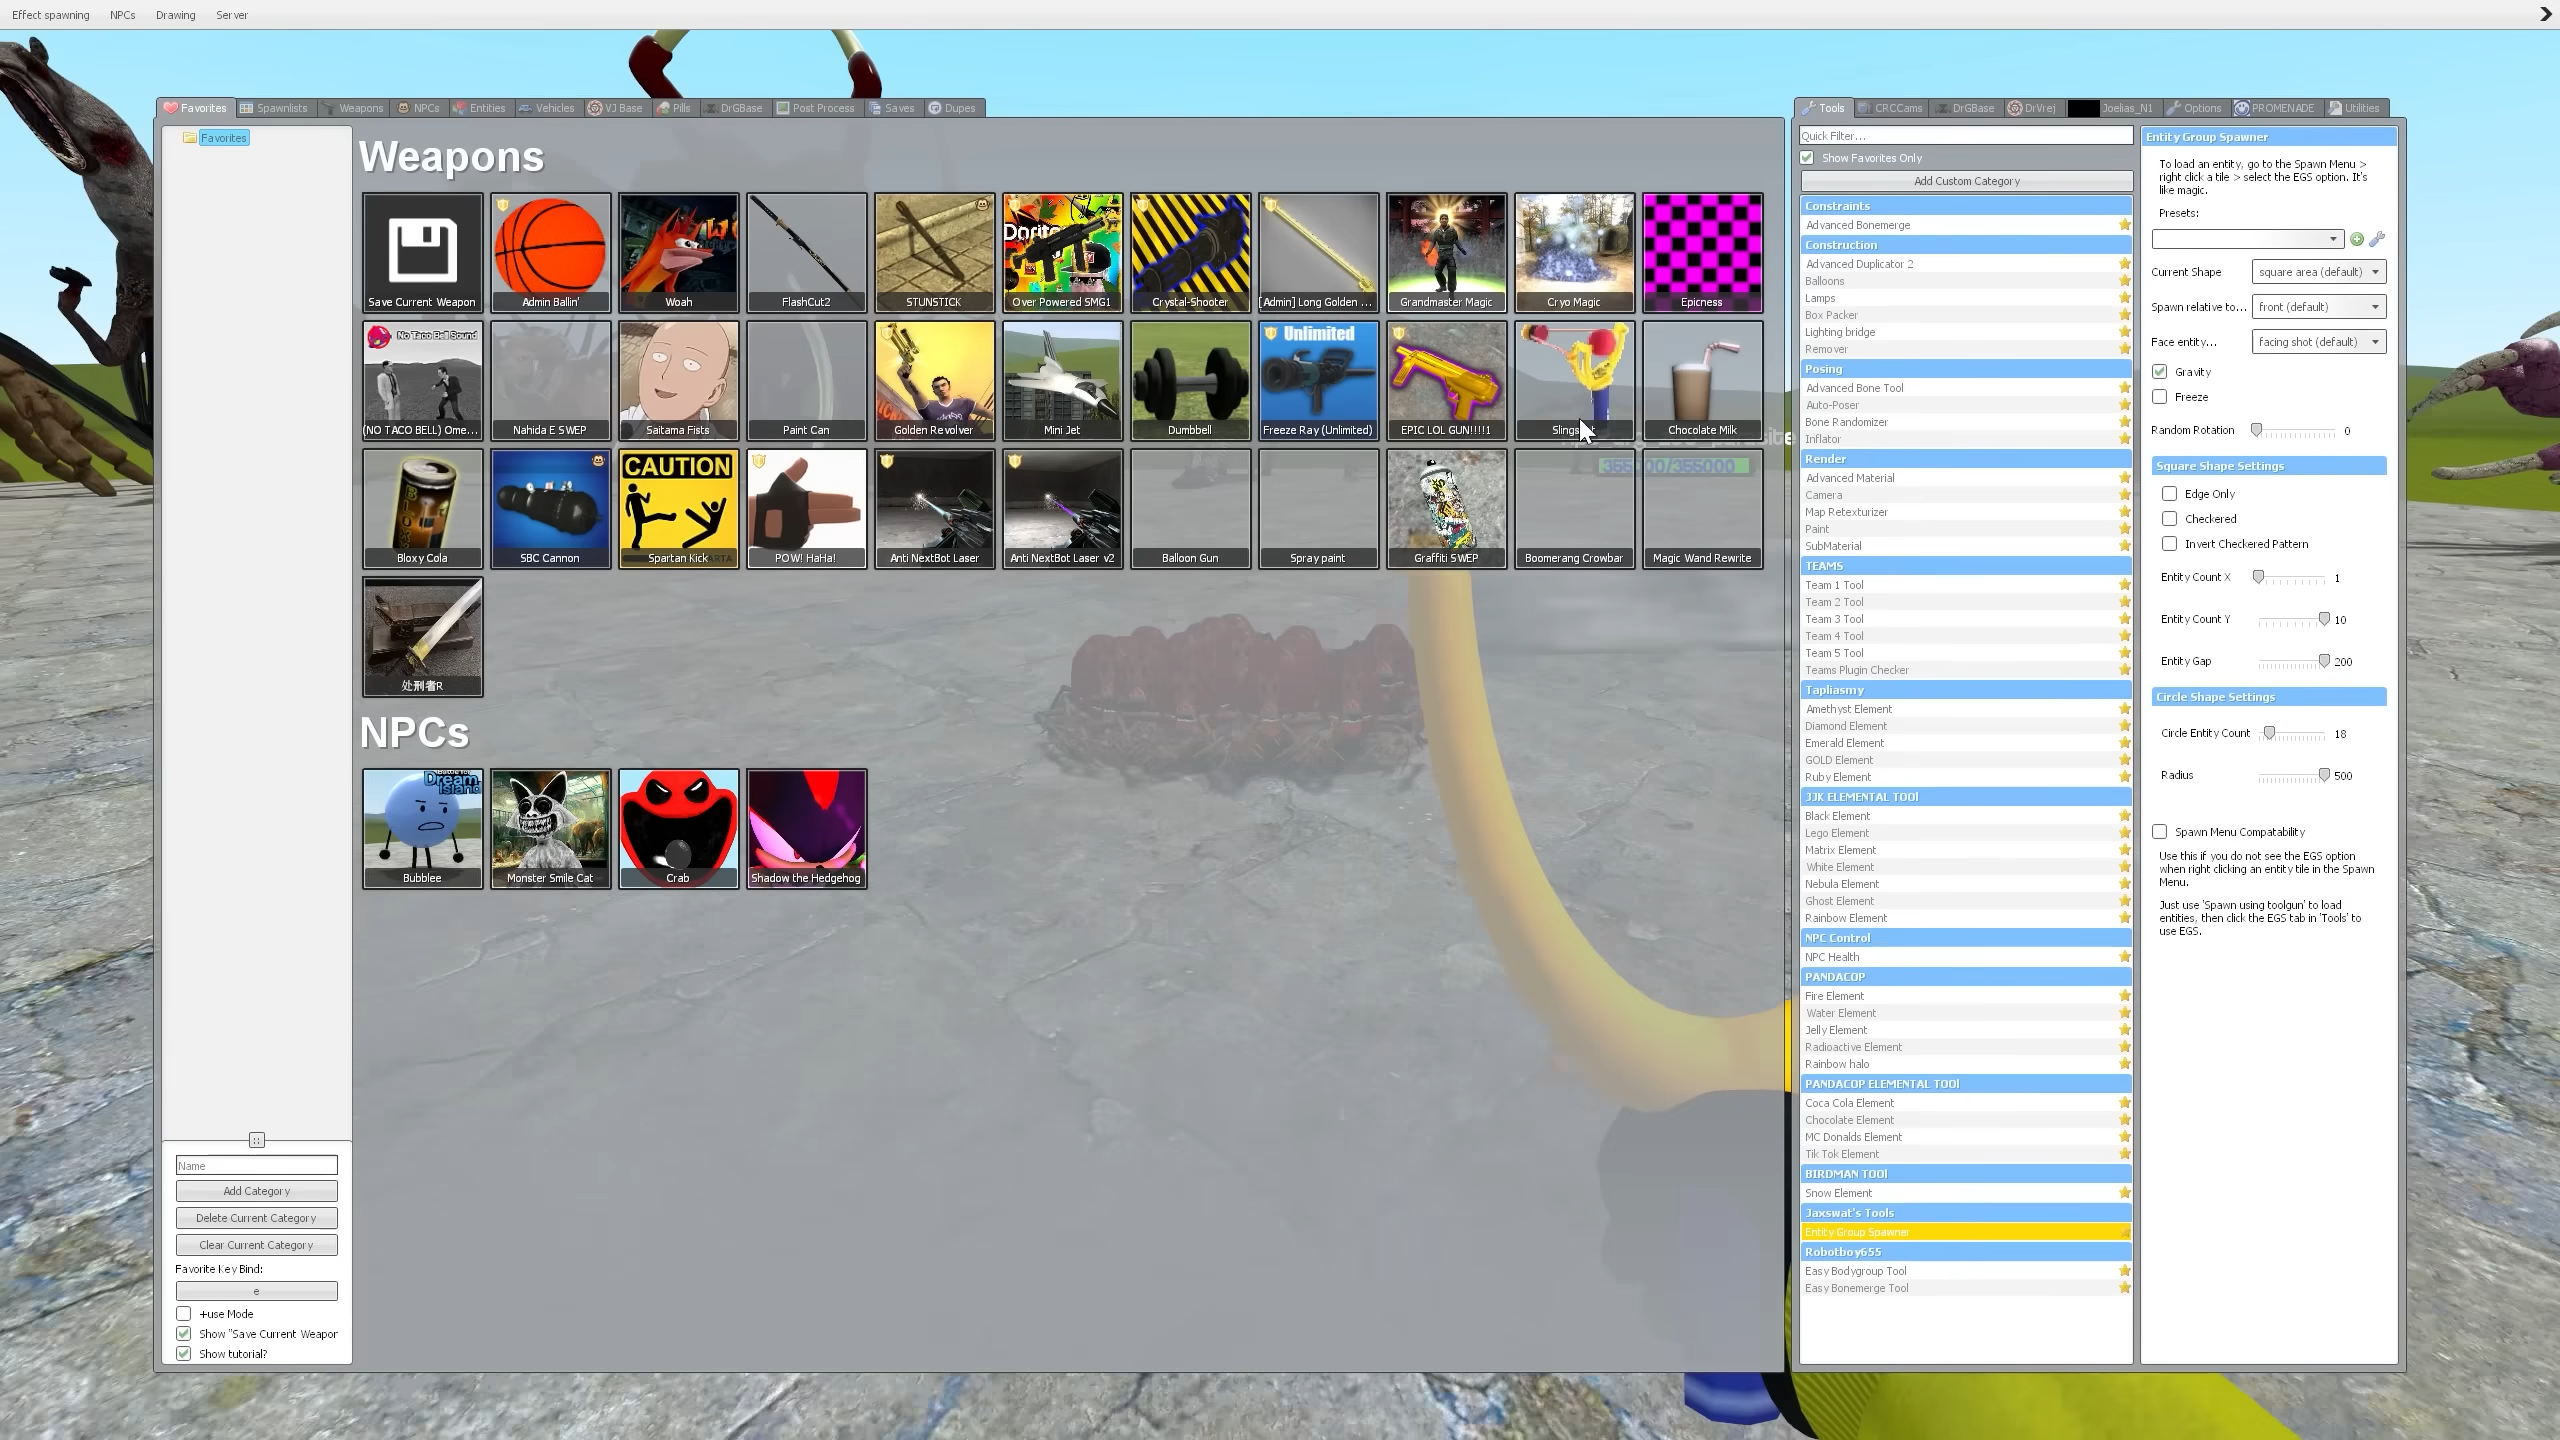 Effect spawning NPCs Drawing Server
Favorites Spawnlists Weapons NPCs Entities Vehicles VJ Base Pills DrGBase Post Process Saves Dupes
Favorites
Weapons
Save Current Weapon Admin Ballin' Woah FlashCut2 STUNSTICK Over Powered SMG1 Crystal-Shooter [Admin] Long Golden ... Grandmaster Magic Cryo Magic Epicness
No Taco Bell Sound
Unlimited
(NO TACO BELL) Ome... Nahida E SWEP Saitama Fists Paint Can Golden Revolver Mini Jet Dumbbell Freeze Ray (Unlimited) EPIC LOL GUN!!!!1 Chocolate Milk
355000/355000
CAUTION
Bloxy Cola SBC Cannon Spartan Kick POW! HaHa! Anti NextBot Laser Anti NextBot Laser v2 Balloon Gun Spray paint Graffiti SWEP Boomerang Crowbar Magic Wand Rewrite
处刑者R
NPCs
Dream Island
Bubblee Monster Smile Cat Crab Shadow the Hedgehog
Name
Add Category
Delete Current Category
Clear Current Category
Favorite Key Bind:
e
+use Mode
Show "Save Current Weapor
Show tutorial?
Tools CRCCams DrGBase DrVrej Joelias_N1 Options PROMENADE Utilities
Quick Filter...
Show Favorites Only
Add Custom Category
Constraints
Advanced Bonemerge
Construction
Advanced Duplicator 2
Balloons
Lamps
Box Packer
Lighting bridge
Remover
Posing
Advanced Bone Tool
Auto-Poser
Bone Randomizer
Inflator
Render
Advanced Material
Camera
Map Retexturizer
Paint
SubMaterial
TEAMS
Team 1 Tool
Team 2 Tool
Team 3 Tool
Team 4 Tool
Team 5 Tool
Teams Plugin Checker
Tapliasmy
Amethyst Element
Diamond Element
Emerald Element
GOLD Element
Ruby Element
JJK ELEMENTAL TOOl
Black Element
Lego Element
Matrix Element
White Element
Nebula Element
Ghost Element
Rainbow Element
NPC Control
NPC Health
PANDACOP
Fire Element
Water Element
Jelly Element
Radioactive Element
Rainbow halo
PANDACOP ELEMENTAL TOOl
Coca Cola Element
Chocolate Element
MC Donalds Element
Tik Tok Element
BIRDMAN TOOl
Snow Element
Jaxswat's Tools
Entity Group Spawner
Robotboy655
Easy Bodygroup Tool
Easy Bonemerge Tool
Entity Group Spawner
To load an entity, go to the Spawn Menu >
right click a tile > select the EGS option. It's
like magic.
Presets:
Current Shape square area (default)
Spawn relative to... front (default)
Face entity... facing shot (default)
Gravity
Freeze
Random Rotation 0
Square Shape Settings
Edge Only
Checkered
Invert Checkered Pattern
Entity Count X 1
Entity Count Y 10
Entity Gap 200
Circle Shape Settings
Circle Entity Count 18
Radius 500
Spawn Menu Compatability
Use this if you do not see the EGS option
when right clicking an entity tile in the Spawn
Menu.
Just use 'Spawn using toolgun' to load
entities, then click the EGS tab in 'Tools' to
use EGS.